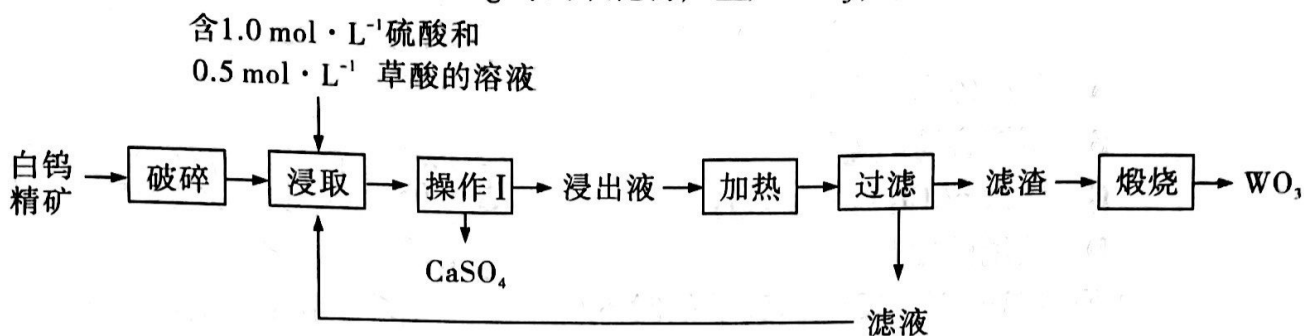 含1.0 mol·L⁻¹硫酸和
0.5 mol·L⁻¹ 草酸的溶液
白钨
精矿
破碎
浸取
操作Ⅰ
浸出液
加热
过滤
滤渣
煅烧
WO₃
CaSO₄
滤液